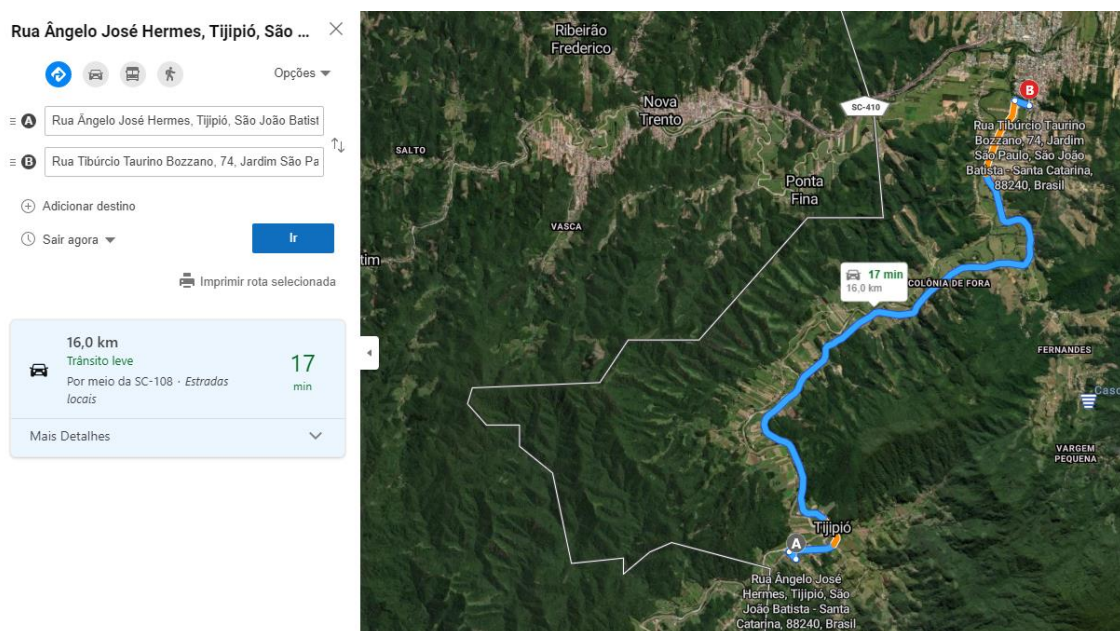 Rua Ângelo José Hermes, Tijipió, São ...
Opções
A
Rua Ângelo José Hermes, Tijipió, São João Batist
B
Rua Tibúrcio Taurino Bozzano, 74, Jardim São Pa
Adicionar destino
Sair agora
Ir
Imprimir rota selecionada
16,0 km
Trânsito leve
Por meio da SC-108 · Estradas
locais
17
min
Mais Detalhes
Ribeirão
Frederico
Nova
Trento
SC-410
SALTO
Ponta
Fina
VASCA
tim
B
Rua Tibúrcio Taurino
Bozzano, 74, Jardim
São Paulo, São João
Batista - Santa Catarina,
88240, Brasil
17 min
16,0 km
COLÔNIA DE FORA
FERNANDES
Casc
VARGEM
PEQUENA
Tijipió
A
Rua Ângelo José
Hermes, Tijipió, São
João Batista - Santa
Catarina, 88240, Brasil